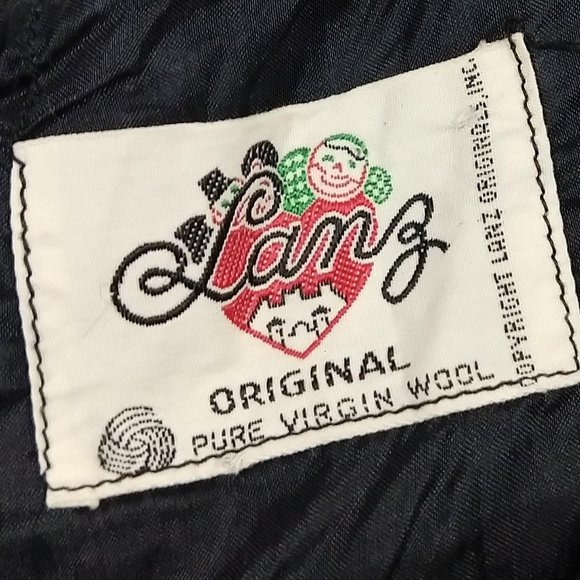 Lanz
ORIGINAL
PURE VIRGIN WOOL
COPYRIGHT LANZ ORIGINALS, INC.